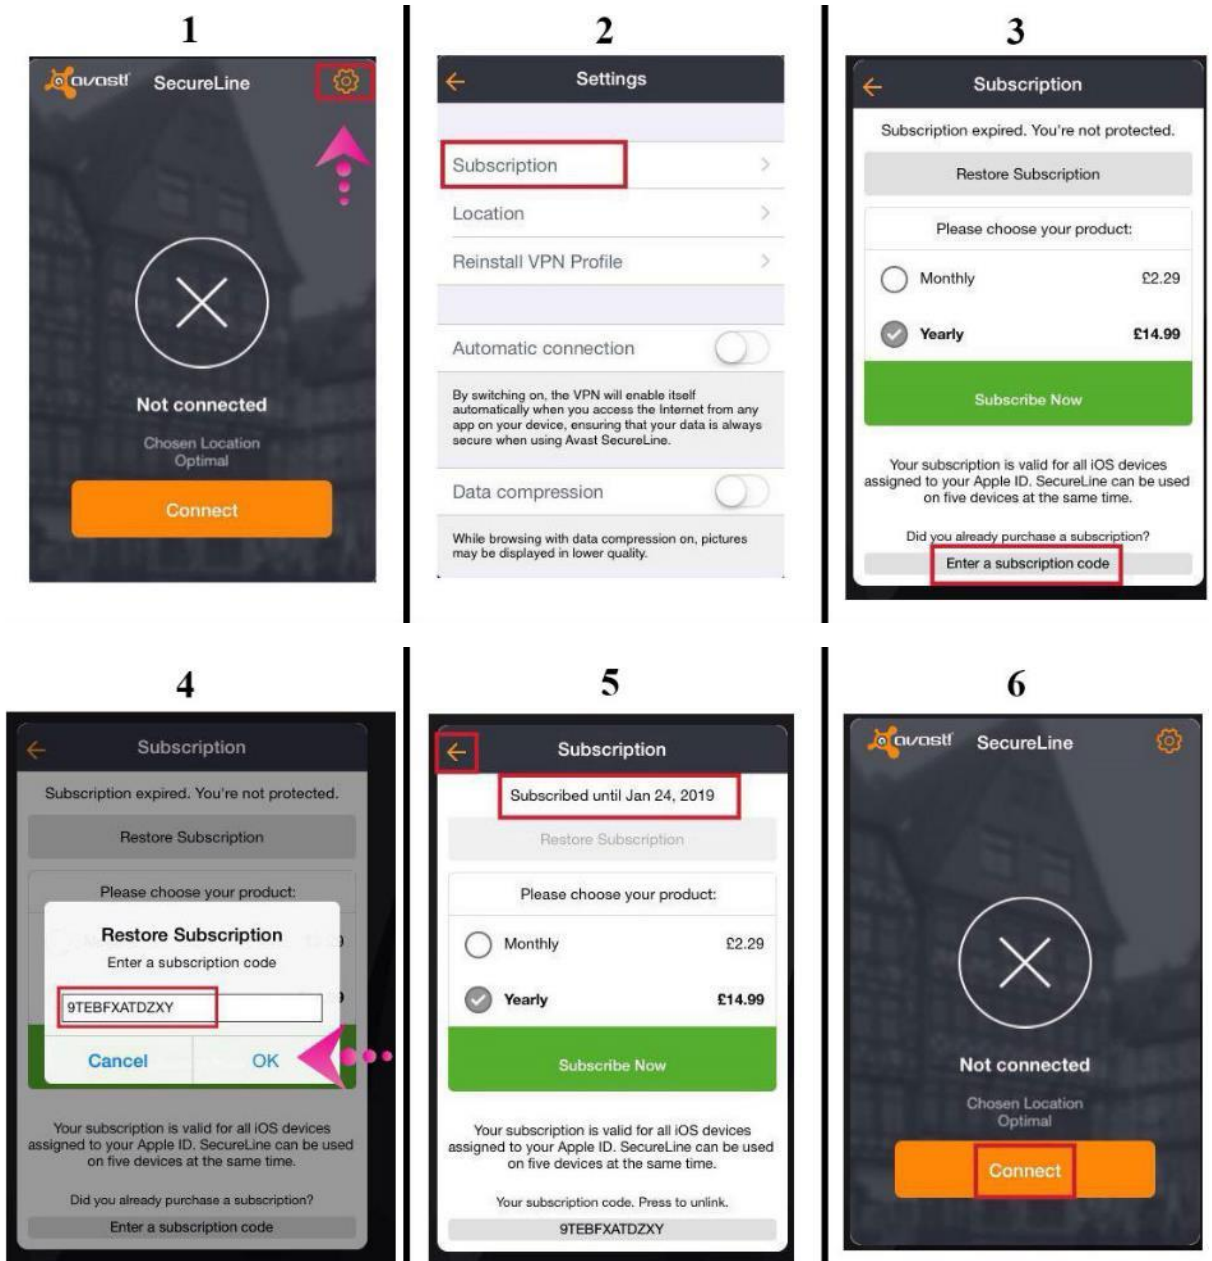 1
avast! SecureLine
Not connected
Chosen Location
Optimal
Connect
2
Settings
Subscription
Location
Reinstall VPN Profile
Automatic connection
By switching on, the VPN will enable itself
automatically when you access the Internet from any
app on your device, ensuring that your data is always
secure when using Avast SecureLine.
Data compression
While browsing with data compression on, pictures
may be displayed in lower quality.
3
Subscription
Subscription expired. You're not protected.
Restore Subscription
Please choose your product:
Monthly £2.29
Yearly £14.99
Subscribe Now
Your subscription is valid for all iOS devices
assigned to your Apple ID. SecureLine can be used
on five devices at the same time.
Did you already purchase a subscription?
Enter a subscription code
4
Subscription
Subscription expired. You're not protected.
Restore Subscription
Please choose your product:
Restore Subscription
Enter a subscription code
9TEBFXATDZXY
Cancel OK
Your subscription is valid for all iOS devices
assigned to your Apple ID. SecureLine can be used
on five devices at the same time.
Did you already purchase a subscription?
Enter a subscription code
5
Subscription
Subscribed until Jan 24, 2019
Restore Subscription
Please choose your product:
Monthly £2.29
Yearly £14.99
Subscribe Now
Your subscription is valid for all iOS devices
assigned to your Apple ID. SecureLine can be used
on five devices at the same time.
Your subscription code. Press to unlink.
9TEBFXATDZXY
6
avast! SecureLine
Not connected
Chosen Location
Optimal
Connect